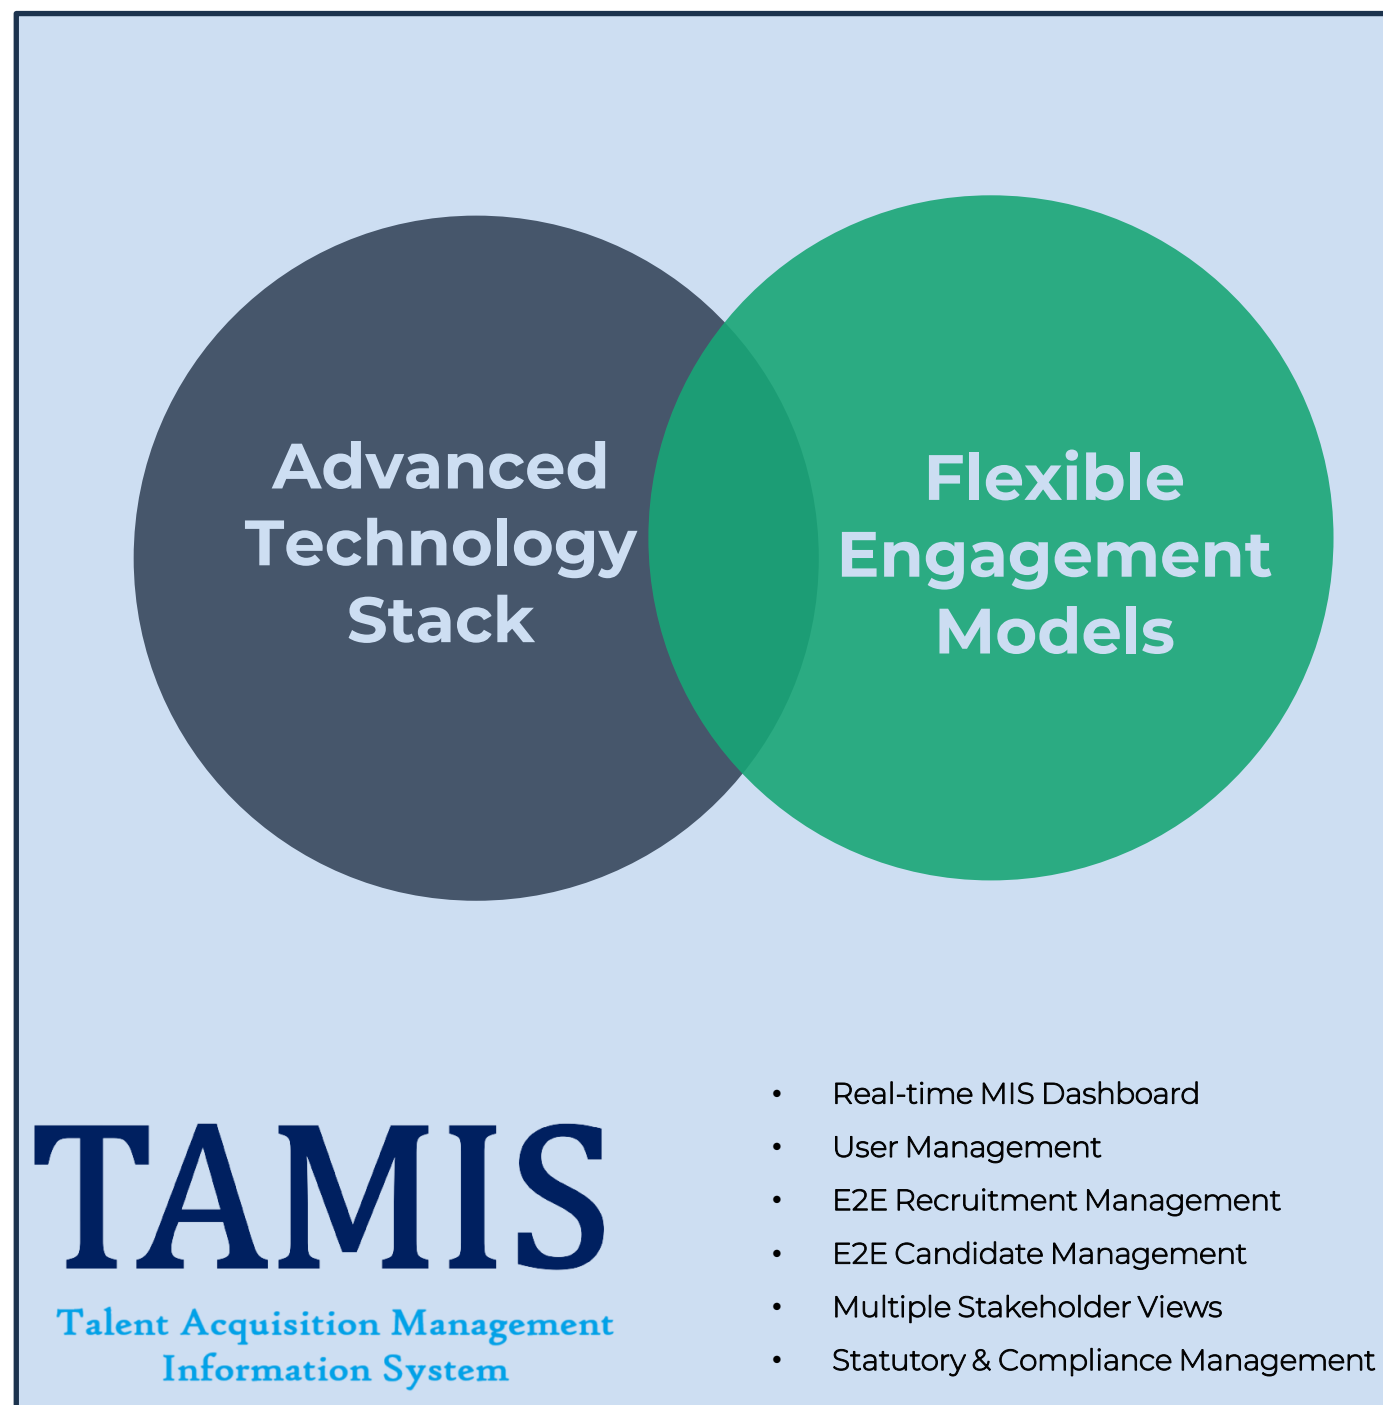 Advanced
Technology
Stack
Flexible
Engagement
Models
TAMIS
Talent Acquisition Management
Information System
• Real-time MIS Dashboard
• User Management
• E2E Recruitment Management
• E2E Candidate Management
• Multiple Stakeholder Views
• Statutory & Compliance Management